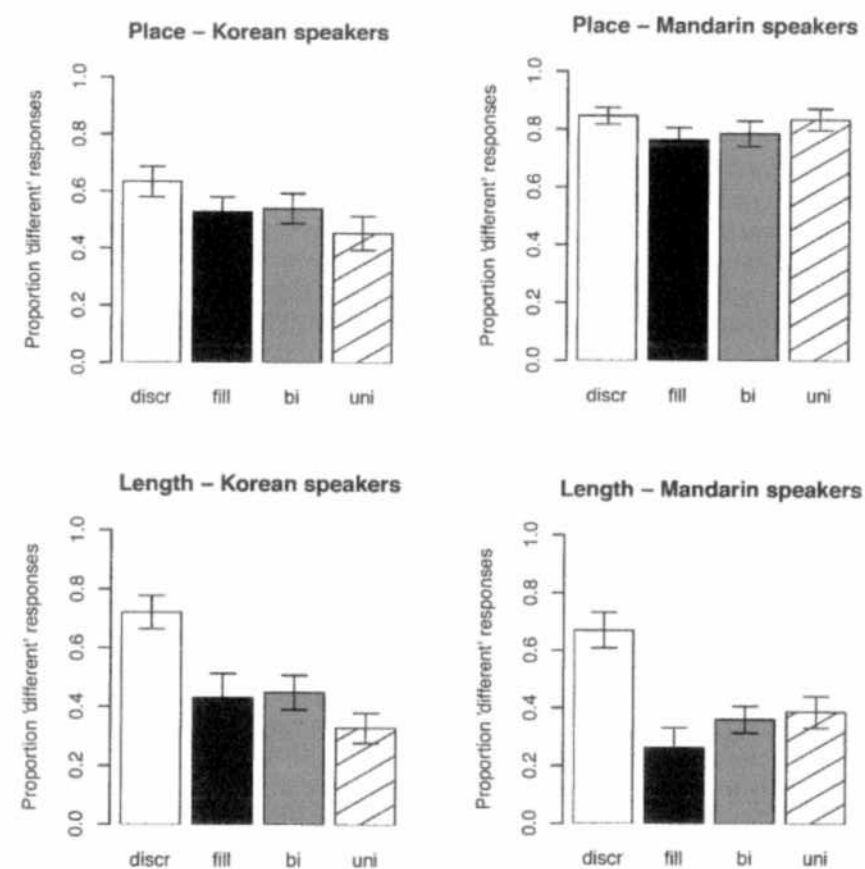 Place – Korean speakers
Proportion 'different' responses
1.0
0.8
0.6
0.4
0.2
0.0
discr fill bi uni
Place – Mandarin speakers
Proportion 'different' responses
1.0
0.8
0.6
0.4
0.2
0.0
discr fill bi uni
Length – Korean speakers
Proportion 'different' responses
1.0
0.8
0.6
0.4
0.2
0.0
discr fill bi uni
Length – Mandarin speakers
Proportion 'different' responses
1.0
0.8
0.6
0.4
0.2
0.0
discr fill bi uni